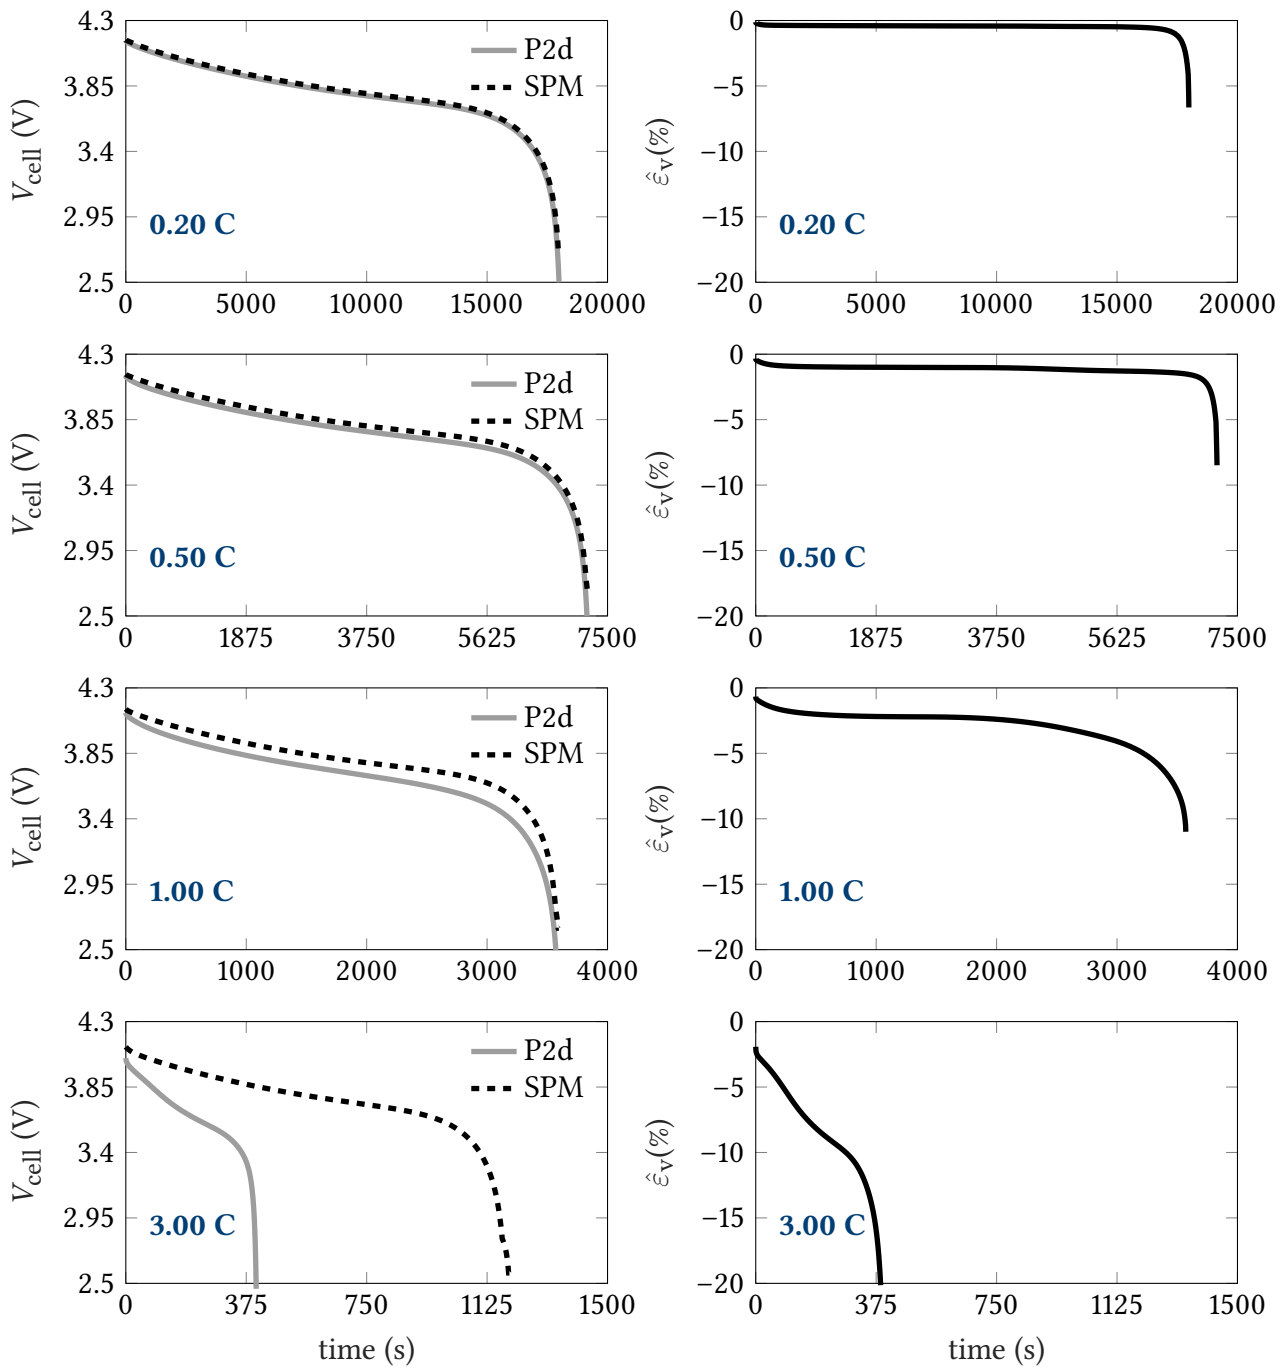 4.3
3.85
3.4
2.95
2.5
V_cell (V)
P2d
SPM
0.20 C
0 5000 10000 15000 20000
0
−5
−10
−15
−20
ε̂_v(%)
0.20 C
0 5000 10000 15000 20000
4.3
3.85
3.4
2.95
2.5
V_cell (V)
P2d
SPM
0.50 C
0 1875 3750 5625 7500
0
−5
−10
−15
−20
ε̂_v(%)
0.50 C
0 1875 3750 5625 7500
4.3
3.85
3.4
2.95
2.5
V_cell (V)
P2d
SPM
1.00 C
0 1000 2000 3000 4000
0
−5
−10
−15
−20
ε̂_v(%)
1.00 C
0 1000 2000 3000 4000
4.3
3.85
3.4
2.95
2.5
V_cell (V)
P2d
SPM
3.00 C
0 375 750 1125 1500
time (s)
0
−5
−10
−15
−20
ε̂_v(%)
3.00 C
0 375 750 1125 1500
time (s)